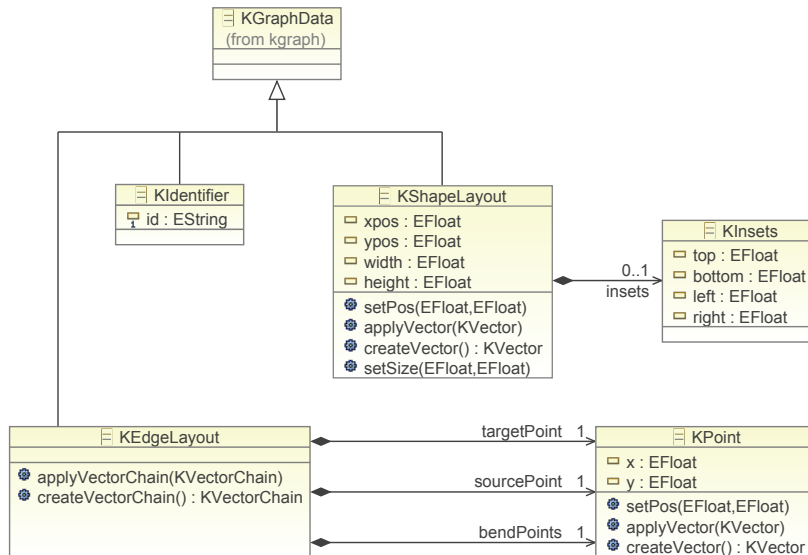 KGraphData
(from kgraph)
KIdentifier
1 id : EString
KShapeLayout
xpos : EFloat
ypos : EFloat
width : EFloat
height : EFloat
setPos(EFloat,EFloat)
applyVector(KVector)
createVector() : KVector
setSize(EFloat,EFloat)
0..1
insets
KInsets
top : EFloat
bottom : EFloat
left : EFloat
right : EFloat
KEdgeLayout
applyVectorChain(KVectorChain)
createVectorChain() : KVectorChain
targetPoint 1
sourcePoint 1
bendPoints 1
KPoint
x : EFloat
y : EFloat
setPos(EFloat,EFloat)
applyVector(KVector)
createVector() : KVector